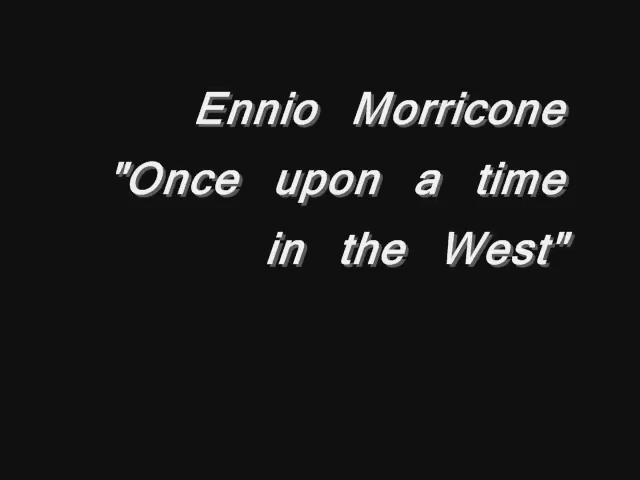 Ennio Morricone
"Once upon a time
in the West"